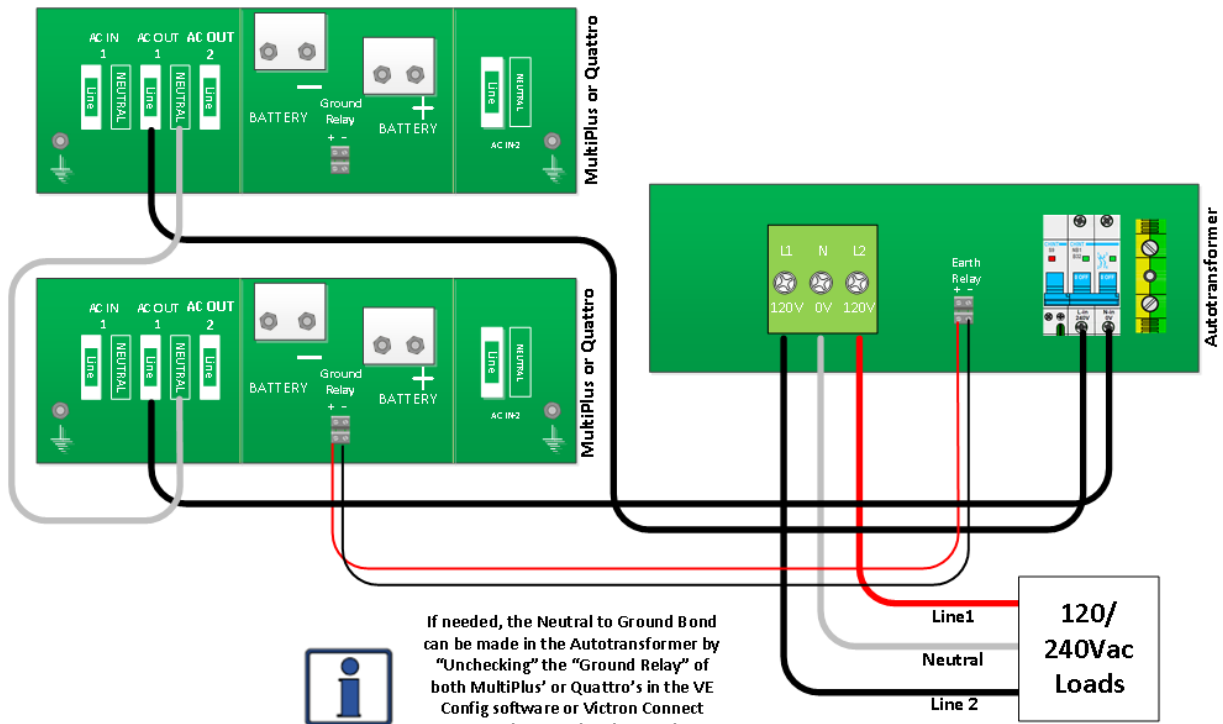 AC IN AC OUT AC OUT
1 1 2
Line NEUTRAL Line NEUTRAL Line
BATTERY
Ground
Relay
+ -
BATTERY
Line NEUTRAL
AC IN-2
MultiPlus or Quattro
AC IN AC OUT AC OUT
1 1 2
Line NEUTRAL Line NEUTRAL Line
BATTERY
Ground
Relay
+ -
BATTERY
Line NEUTRAL
AC IN-2
MultiPlus or Quattro
L1 N L2
120V 0V 120V
Earth
Relay
+ -
L-in
240V
N-in
0V
Autotransformer
Line1
Neutral
Line 2
120/
240Vac
Loads
If needed, the Neutral to Ground Bond
can be made in the Autotransformer by
“Unchecking” the “Ground Relay” of
both MultiPlus’ or Quattro’s in the VE
Config software or Victron Connect